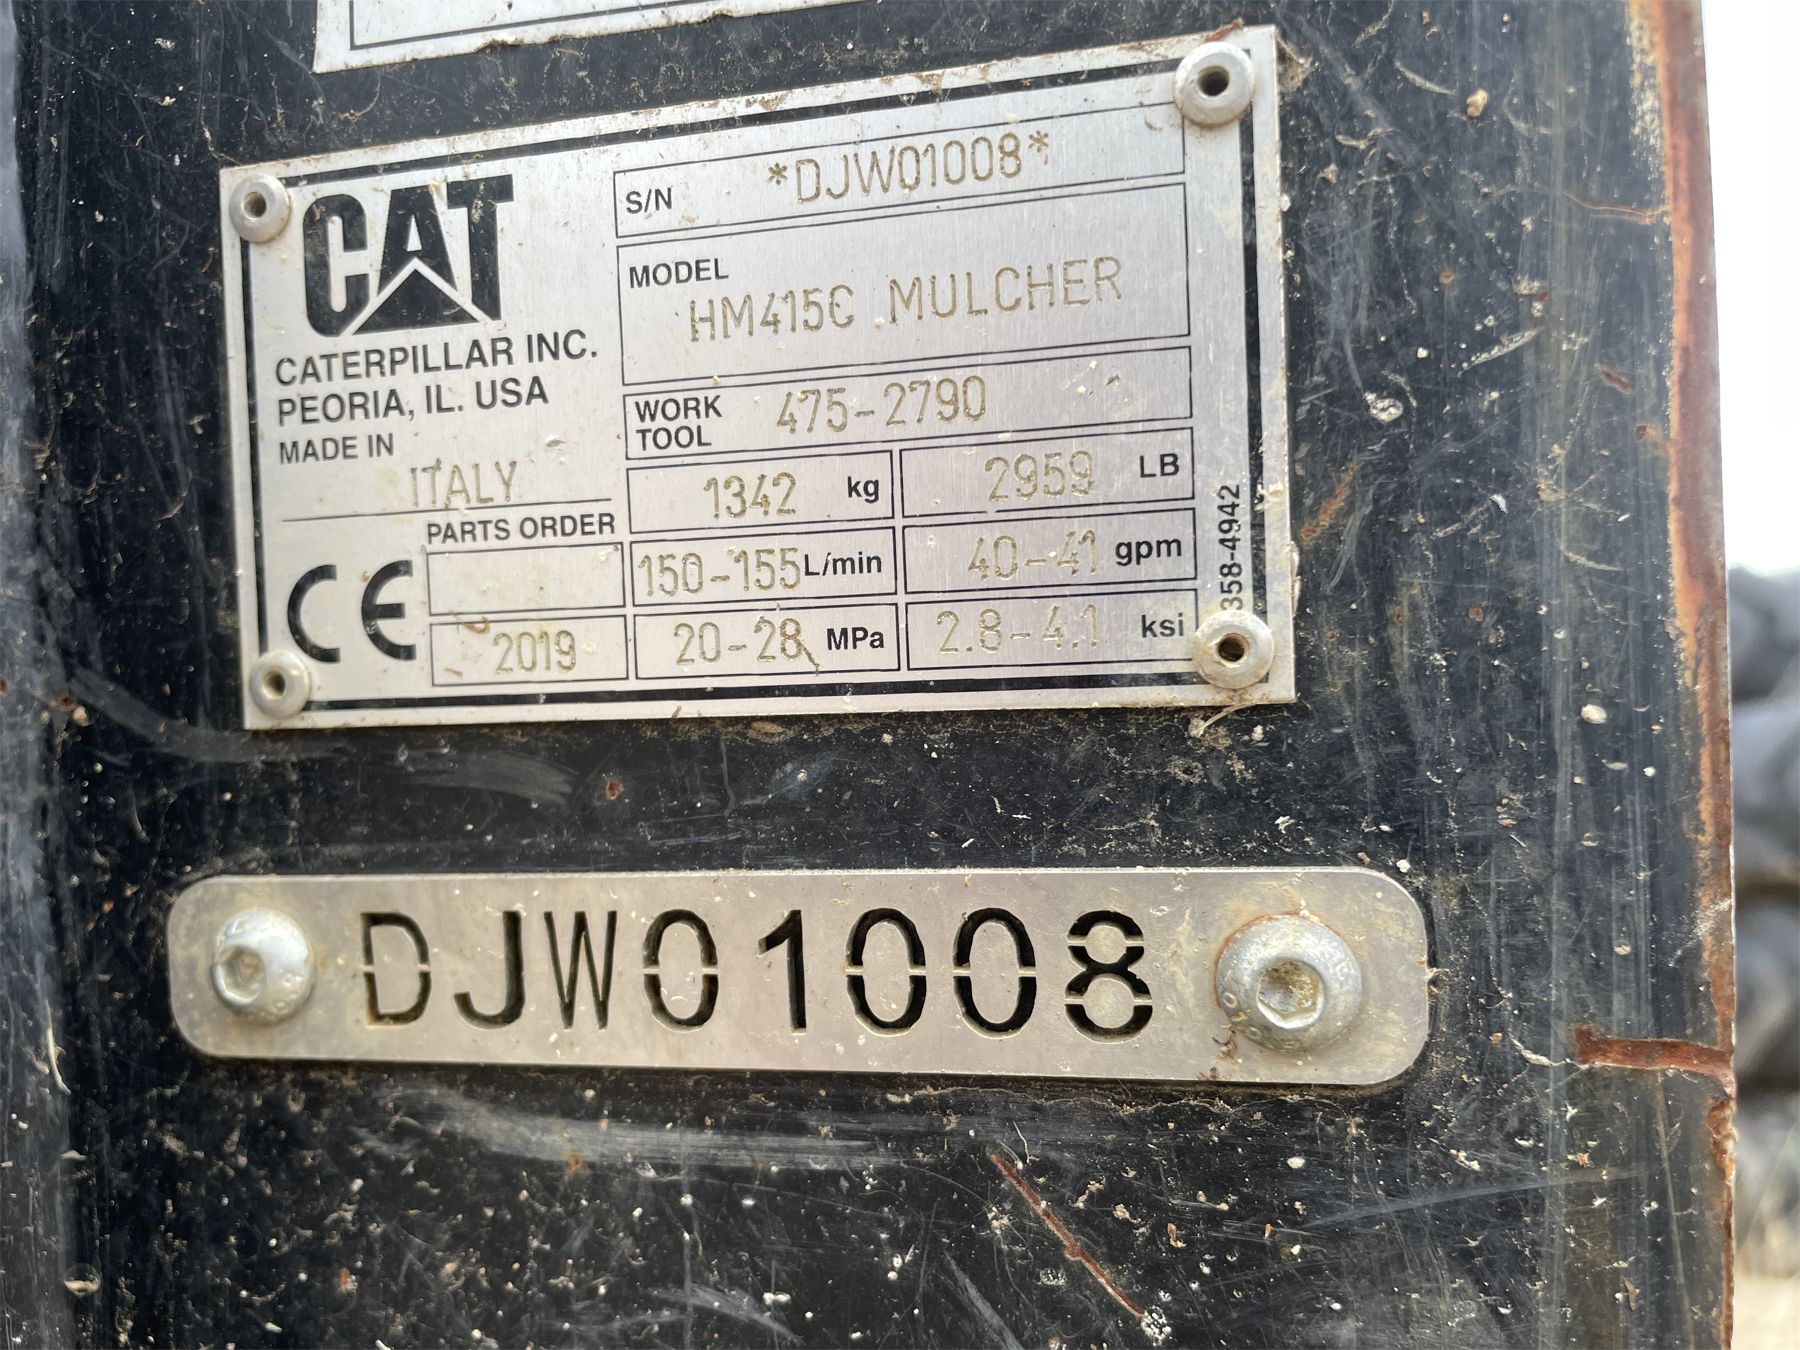 CAT
CATERPILLAR INC.
PEORIA, IL. USA
MADE IN
ITALY
CE
PARTS ORDER
2019
S/N *DJW01008*
MODEL
HM415C MULCHER
WORK TOOL 475-2790
1342 kg 2959 LB
150-155 L/min 40-41 gpm
20-28 MPa 2.8-4.1 ksi
358-4942
DJW01008